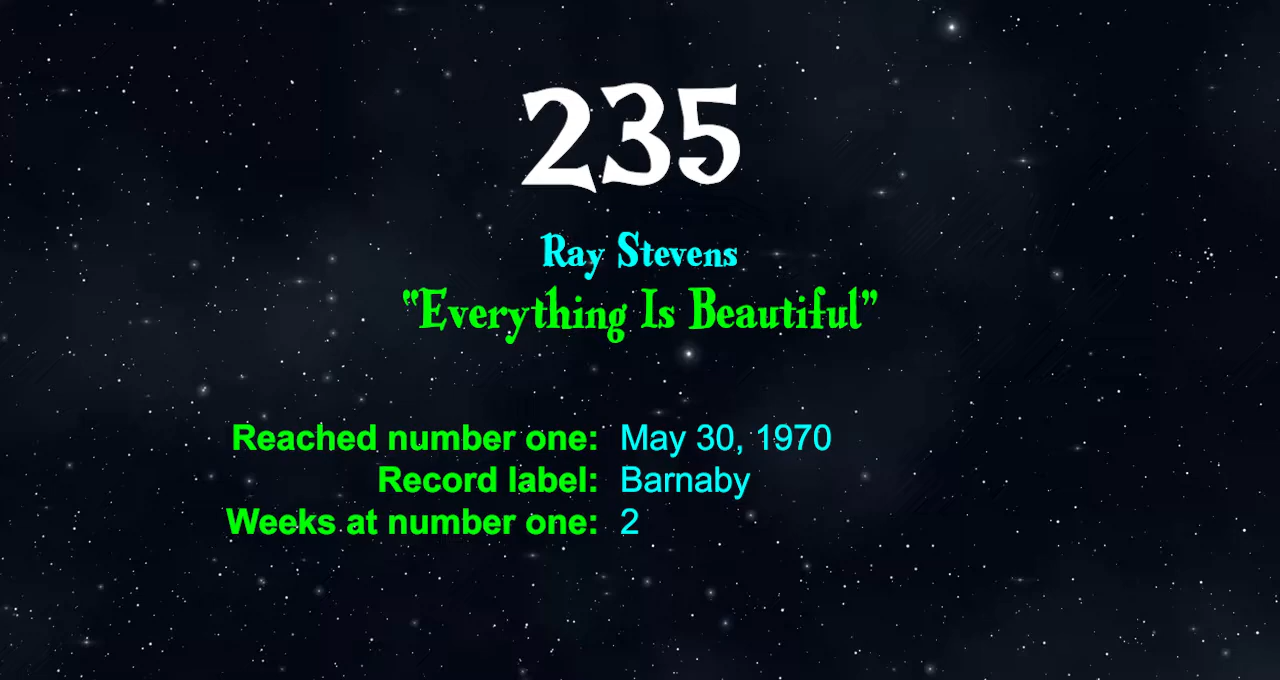 235
Ray Stevens
“Everything Is Beautiful”
Reached number one: May 30, 1970
Record label: Barnaby
Weeks at number one: 2